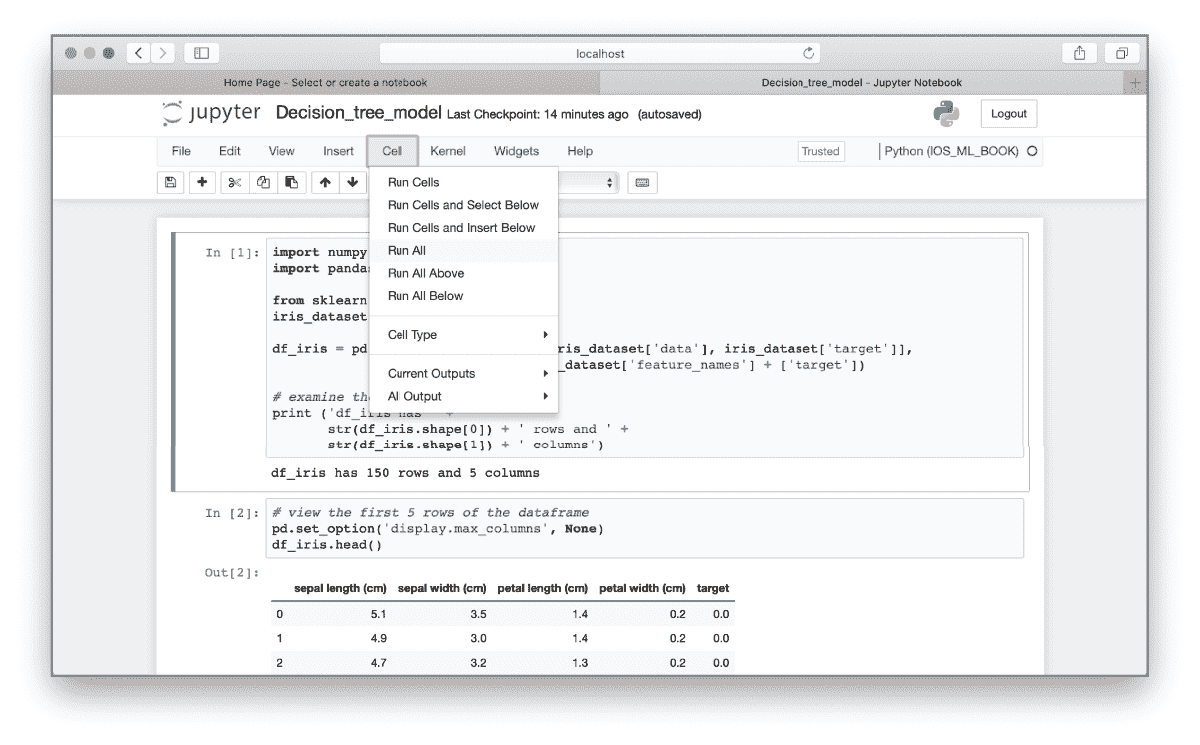 localhost
Home Page - Select or create a notebook
Decision_tree_model - Jupyter Notebook
jupyter Decision_tree_model Last Checkpoint: 14 minutes ago (autosaved)
Logout
File Edit View Insert Cell Kernel Widgets Help
Trusted
Python (IOS_ML_BOOK)
Run Cells
Run Cells and Select Below
Run Cells and Insert Below
Run All
Run All Above
Run All Below
Cell Type
Current Outputs
All Output
In [1]: import numpy
import panda
from sklearn
iris_dataset
df_iris = pd ris_dataset['data'], iris_dataset['target']],
_dataset['feature_names'] + ['target'])
# examine th
print ('df_iris has ' +
str(df_iris.shape[0]) + ' rows and ' +
str(df_iris.shape[1]) + ' columns')
df_iris has 150 rows and 5 columns
In [2]: # view the first 5 rows of the dataframe
pd.set_option('display.max_columns', None)
df_iris.head()
Out[2]:
sepal length (cm) sepal width (cm) petal length (cm) petal width (cm) target
0 5.1 3.5 1.4 0.2 0.0
1 4.9 3.0 1.4 0.2 0.0
2 4.7 3.2 1.3 0.2 0.0